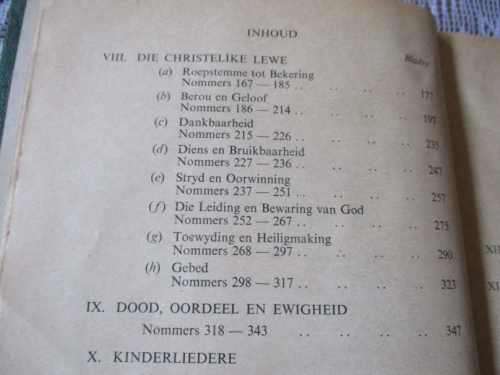 INHOUD
VIII. DIE CHRISTELIKE LEWE
(a) Roepstemme tot Bekering
Nommers 167 — 185 .. .. ..
(b) Berou en Geloof
Nommers 186 — 214 .. .. ..
(c) Dankbaarheid
Nommers 215 — 226 .. .. .. 235
(d) Diens en Bruikbaarheid
Nommers 227 — 236 .. .. .. 247
(e) Stryd en Oorwinning
Nommers 237 — 251 .. .. .. 257
(f) Die Leiding en Bewaring van God
Nommers 252 — 267 .. .. .. 275
(g) Toewyding en Heiligmaking
Nommers 268 — 297 .. .. .. 290
(h) Gebed
Nommers 298 — 317 .. .. .. 323
IX. DOOD, OORDEEL EN EWIGHEID
Nommers 318 — 343 .. .. .. 347
X. KINDERLIEDERE